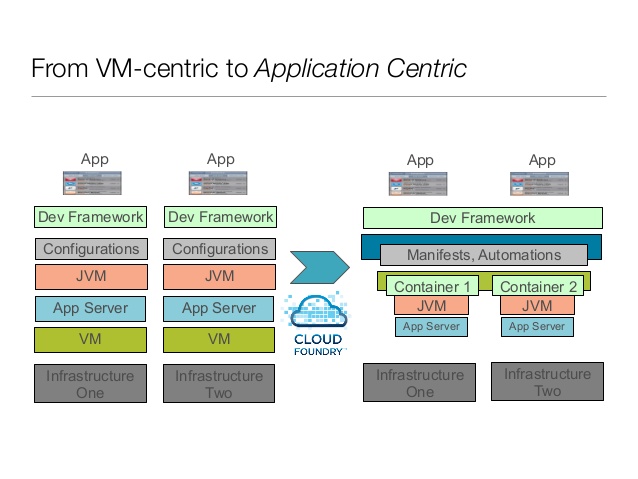 From VM-centric to Application Centric
App
App
Dev Framework
Dev Framework
Configurations
Configurations
JVM
JVM
App Server
App Server
VM
VM
Infrastructure
One
Infrastructure
Two
CLOUD
FOUNDRY
App
App
Dev Framework
Manifests, Automations
Container 1
Container 2
JVM
JVM
App Server
App Server
Infrastructure
One
Infrastructure
Two